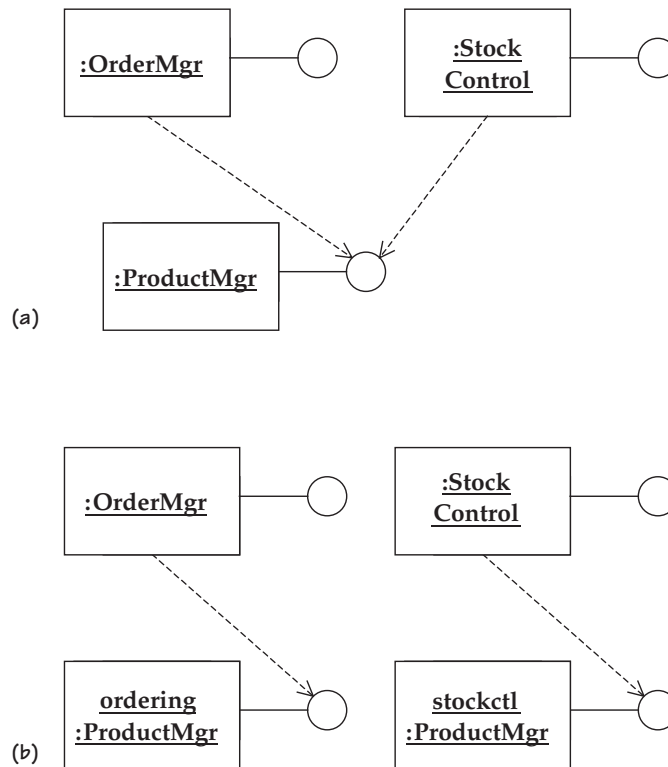 :OrderMgr
:Stock
Control
:ProductMgr
(a)
:OrderMgr
:Stock
Control
ordering
:ProductMgr
stockctl
:ProductMgr
(b)